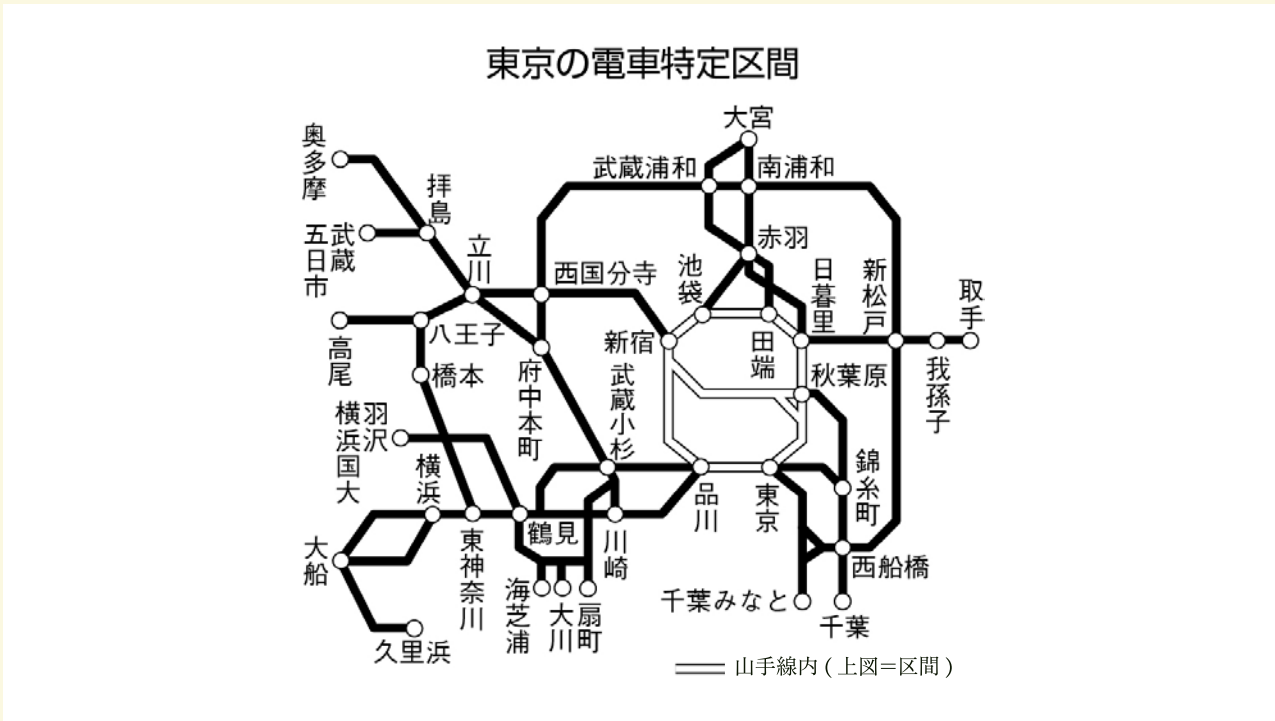 東京の電車特定区間
大宮
奥多摩
武蔵浦和
南浦和
拝島
武蔵五日市
立川
赤羽
池袋
日暮里
新松戸
取手
西国分寺
高尾
八王子
新宿
田端
府中本町
武蔵小杉
橋本
秋葉原
我孫子
羽沢横浜国大
横浜
錦糸町
品川
東京
大船
東神奈川
鶴見
川崎
西船橋
海芝浦
大川
扇町
千葉みなと
千葉
久里浜
山手線内 ( 上図＝区間 )